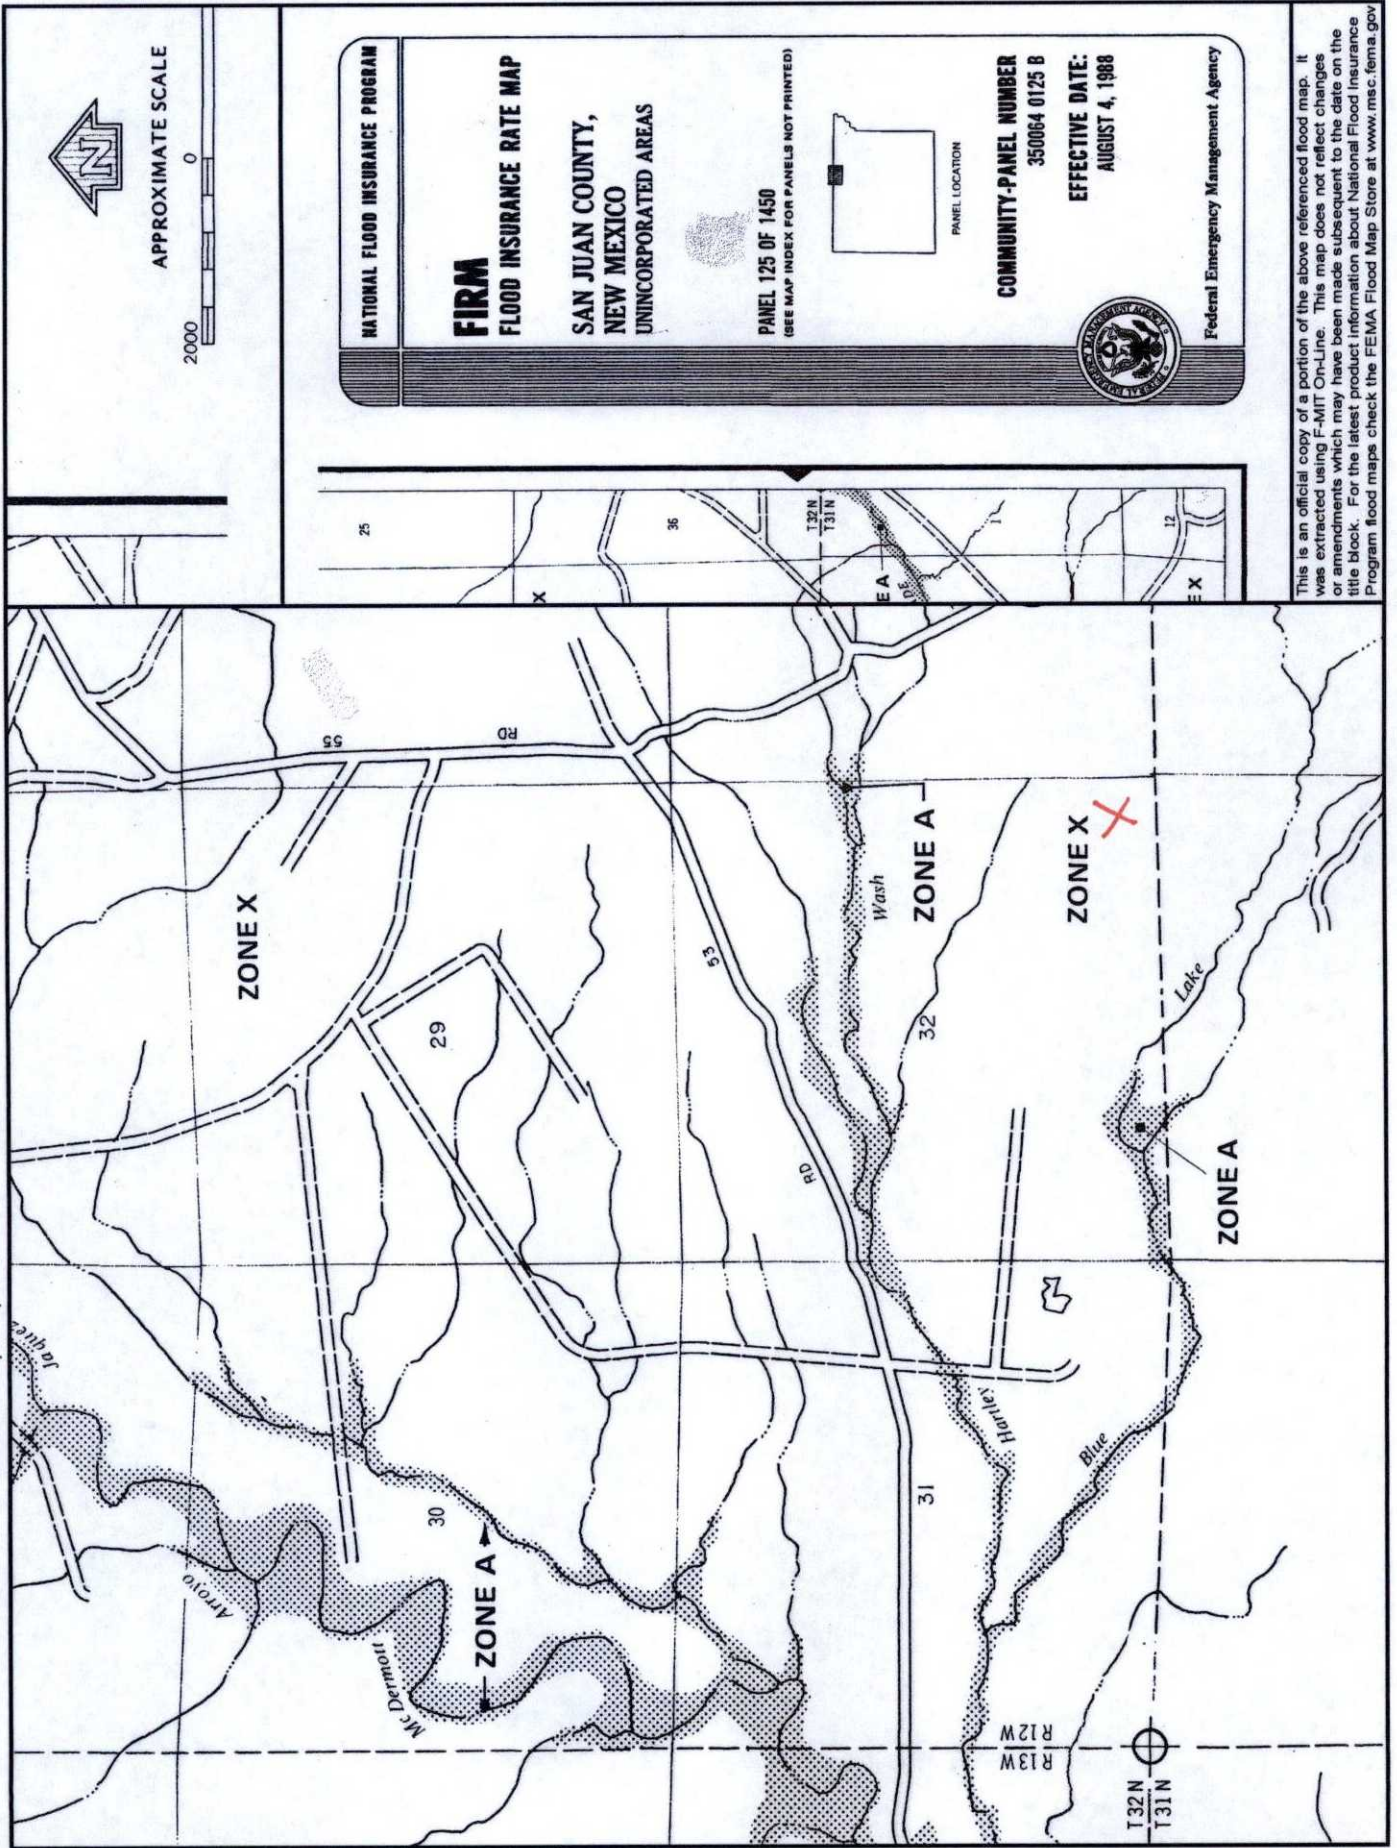 APPROXIMATE SCALE
2000 0
N
NATIONAL FLOOD INSURANCE PROGRAM
FIRM
FLOOD INSURANCE RATE MAP
SAN JUAN COUNTY,
NEW MEXICO
UNINCORPORATED AREAS
PANEL 125 OF 1450
(SEE MAP INDEX FOR PANELS NOT PRINTED)
PANEL LOCATION
COMMUNITY-PANEL NUMBER
350064 0125 B
EFFECTIVE DATE:
AUGUST 4, 1988
FEDERAL EMERGENCY MANAGEMENT AGENCY
Federal Emergency Management Agency
This is an official copy of a portion of the above referenced flood map. It
was extracted using F-MIT On-Line. This map does not reflect changes
or amendments which may have been made subsequent to the date on the
title block. For the latest product information about National Flood Insurance
Program flood maps check the FEMA Flood Map Store at www.msc.fema.gov
25
X
36
T32N
T31N
E A
DE
1
12
E X
55
RD
ZONE X
29
53
RD
Wash
ZONE A
32
ZONE X
X
Lake
ZONE A
Jaquez
Arroyo
30
ZONE A
McDermott
31
Hartley
Blue
R12W
R13W
T32N
T31N